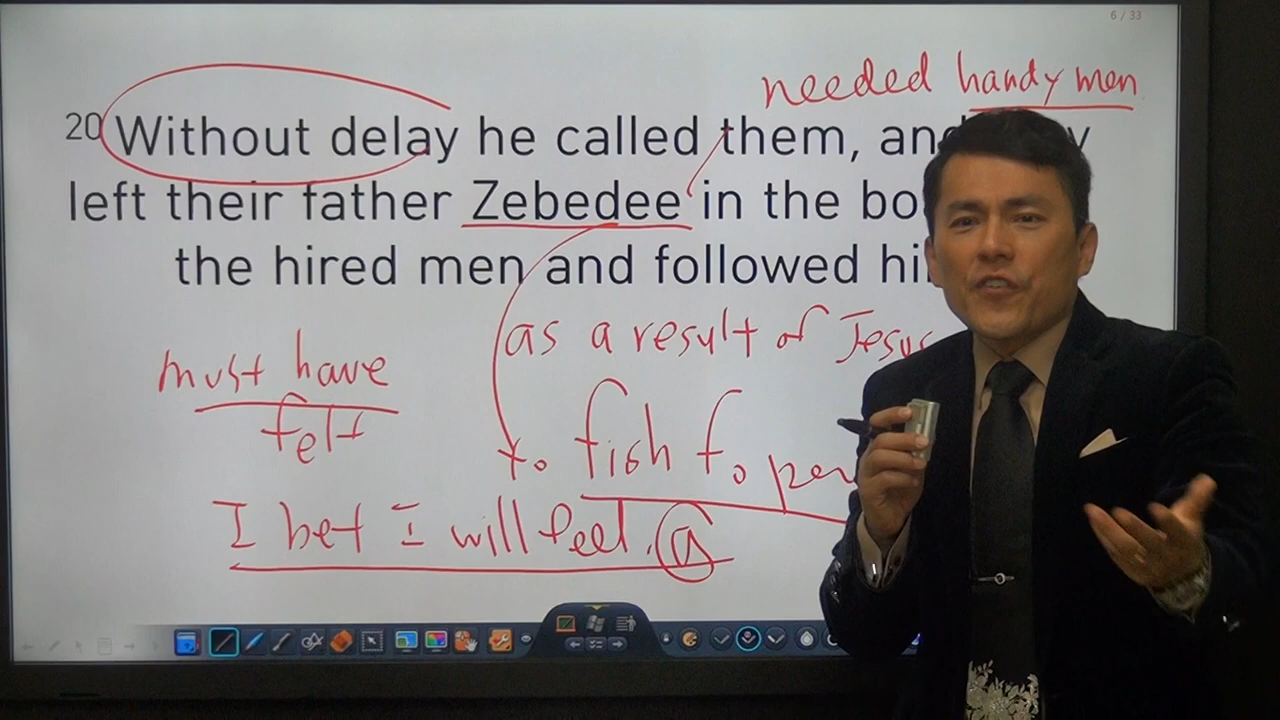 6 / 33
needed handy men
20 Without delay he called them, and
left their father Zebedee in the bo
the hired men and followed hi
as a result of Jesus
must have
felt
to fish for
I bet I will feel. a